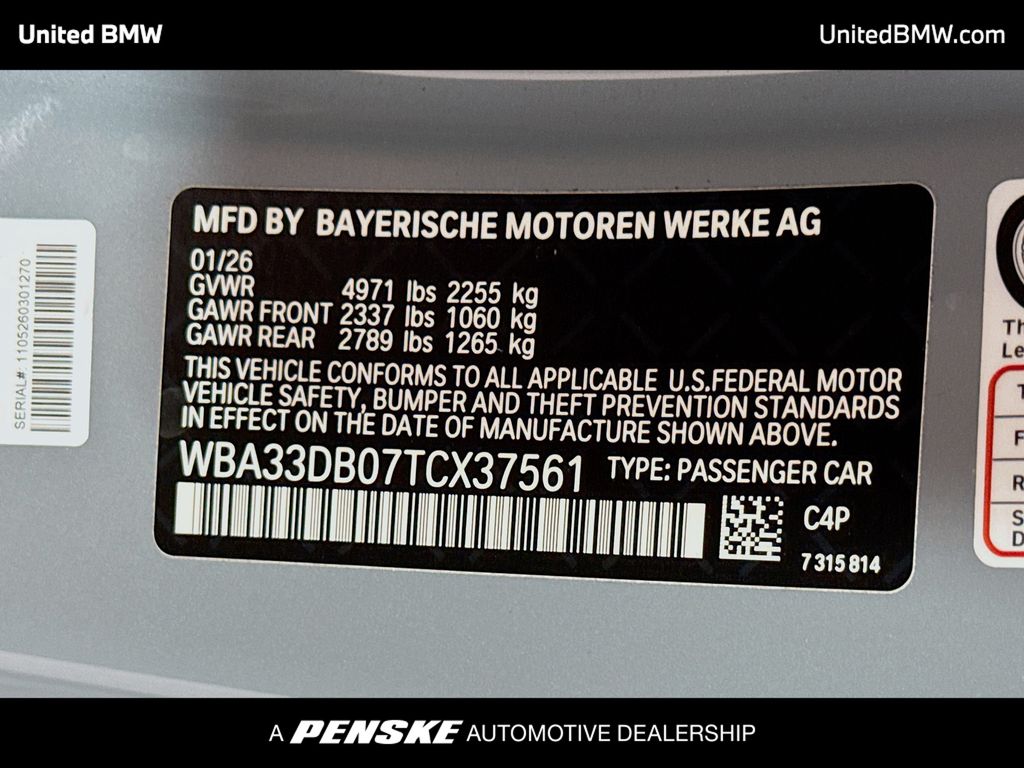 United BMW
UnitedBMW.com
SERIAL#: 1105260301270
MFD BY BAYERISCHE MOTOREN WERKE AG
01/26
GVWR 4971 lbs 2255 kg
GAWR FRONT 2337 lbs 1060 kg
GAWR REAR 2789 lbs 1265 kg
THIS VEHICLE CONFORMS TO ALL APPLICABLE U.S.FEDERAL MOTOR
VEHICLE SAFETY, BUMPER AND THEFT PREVENTION STANDARDS
IN EFFECT ON THE DATE OF MANUFACTURE SHOWN ABOVE.
WBA33DB07TCX37561 TYPE: PASSENGER CAR
C4P
7 315 814
A PENSKE AUTOMOTIVE DEALERSHIP